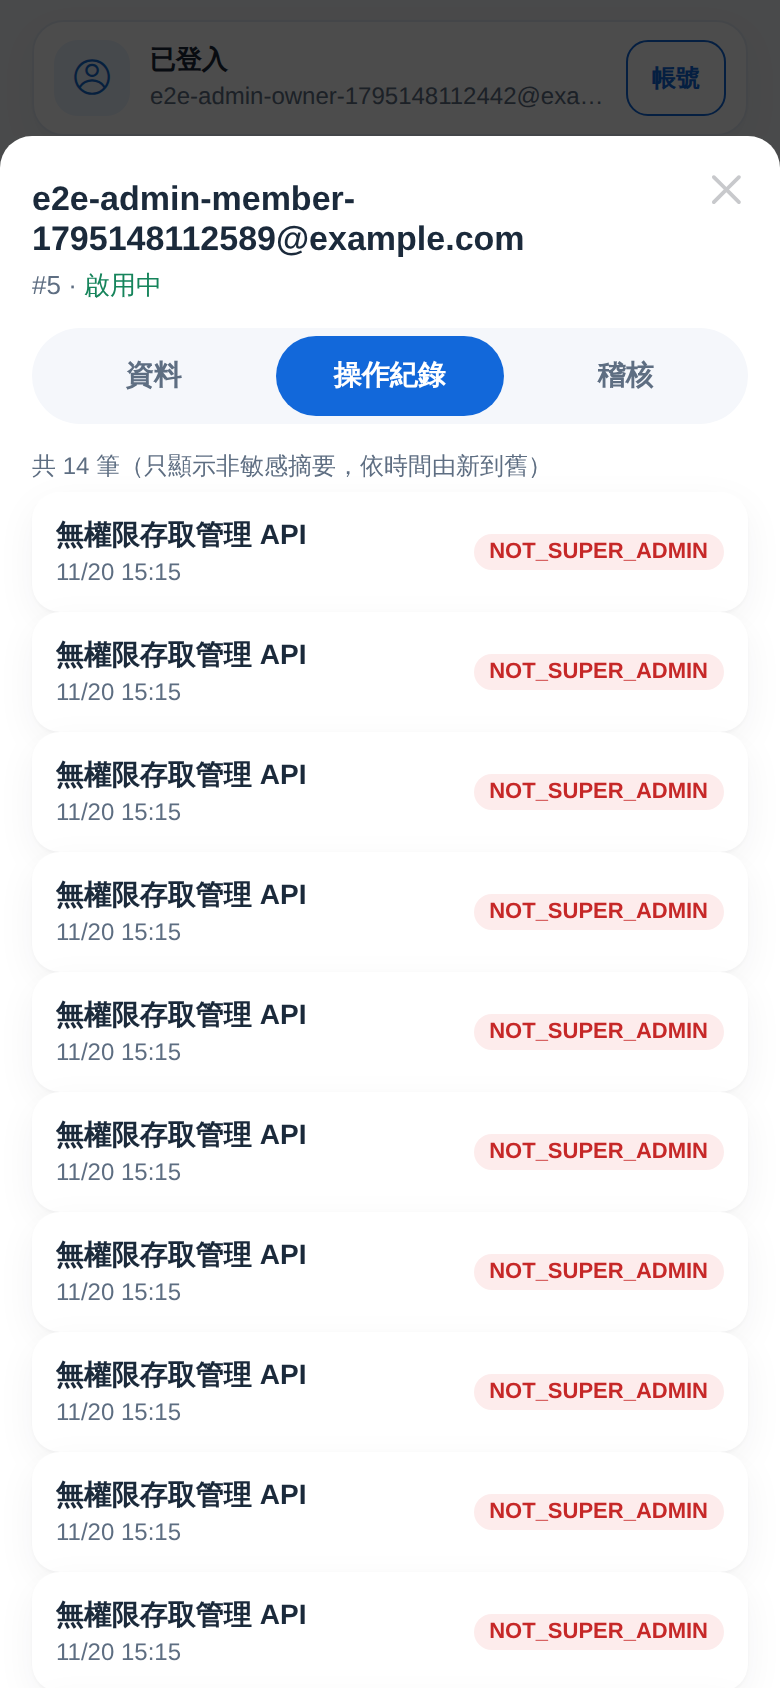 已登入
e2e-admin-owner-1795148112442@exa…
帳號
e2e-admin-member-
1795148112589@example.com
#5 · 啟用中
資料
操作紀錄
稽核
共 14 筆（只顯示非敏感摘要，依時間由新到舊）
無權限存取管理 API
11/20 15:15
NOT_SUPER_ADMIN
無權限存取管理 API
11/20 15:15
NOT_SUPER_ADMIN
無權限存取管理 API
11/20 15:15
NOT_SUPER_ADMIN
無權限存取管理 API
11/20 15:15
NOT_SUPER_ADMIN
無權限存取管理 API
11/20 15:15
NOT_SUPER_ADMIN
無權限存取管理 API
11/20 15:15
NOT_SUPER_ADMIN
無權限存取管理 API
11/20 15:15
NOT_SUPER_ADMIN
無權限存取管理 API
11/20 15:15
NOT_SUPER_ADMIN
無權限存取管理 API
11/20 15:15
NOT_SUPER_ADMIN
無權限存取管理 API
11/20 15:15
NOT_SUPER_ADMIN